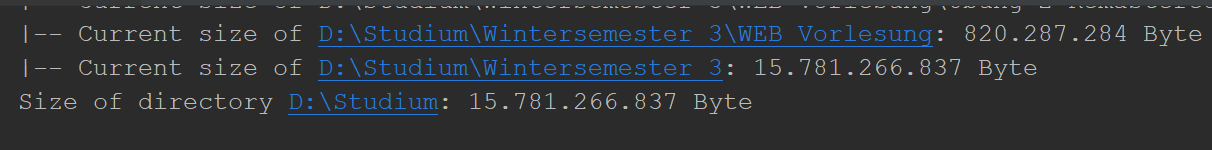 |-- Current size of D:\Studium\Wintersemester 3\WEB Vorlesung: 820.287.284 Byte
|-- Current size of D:\Studium\Wintersemester 3: 15.781.266.837 Byte
Size of directory D:\Studium: 15.781.266.837 Byte